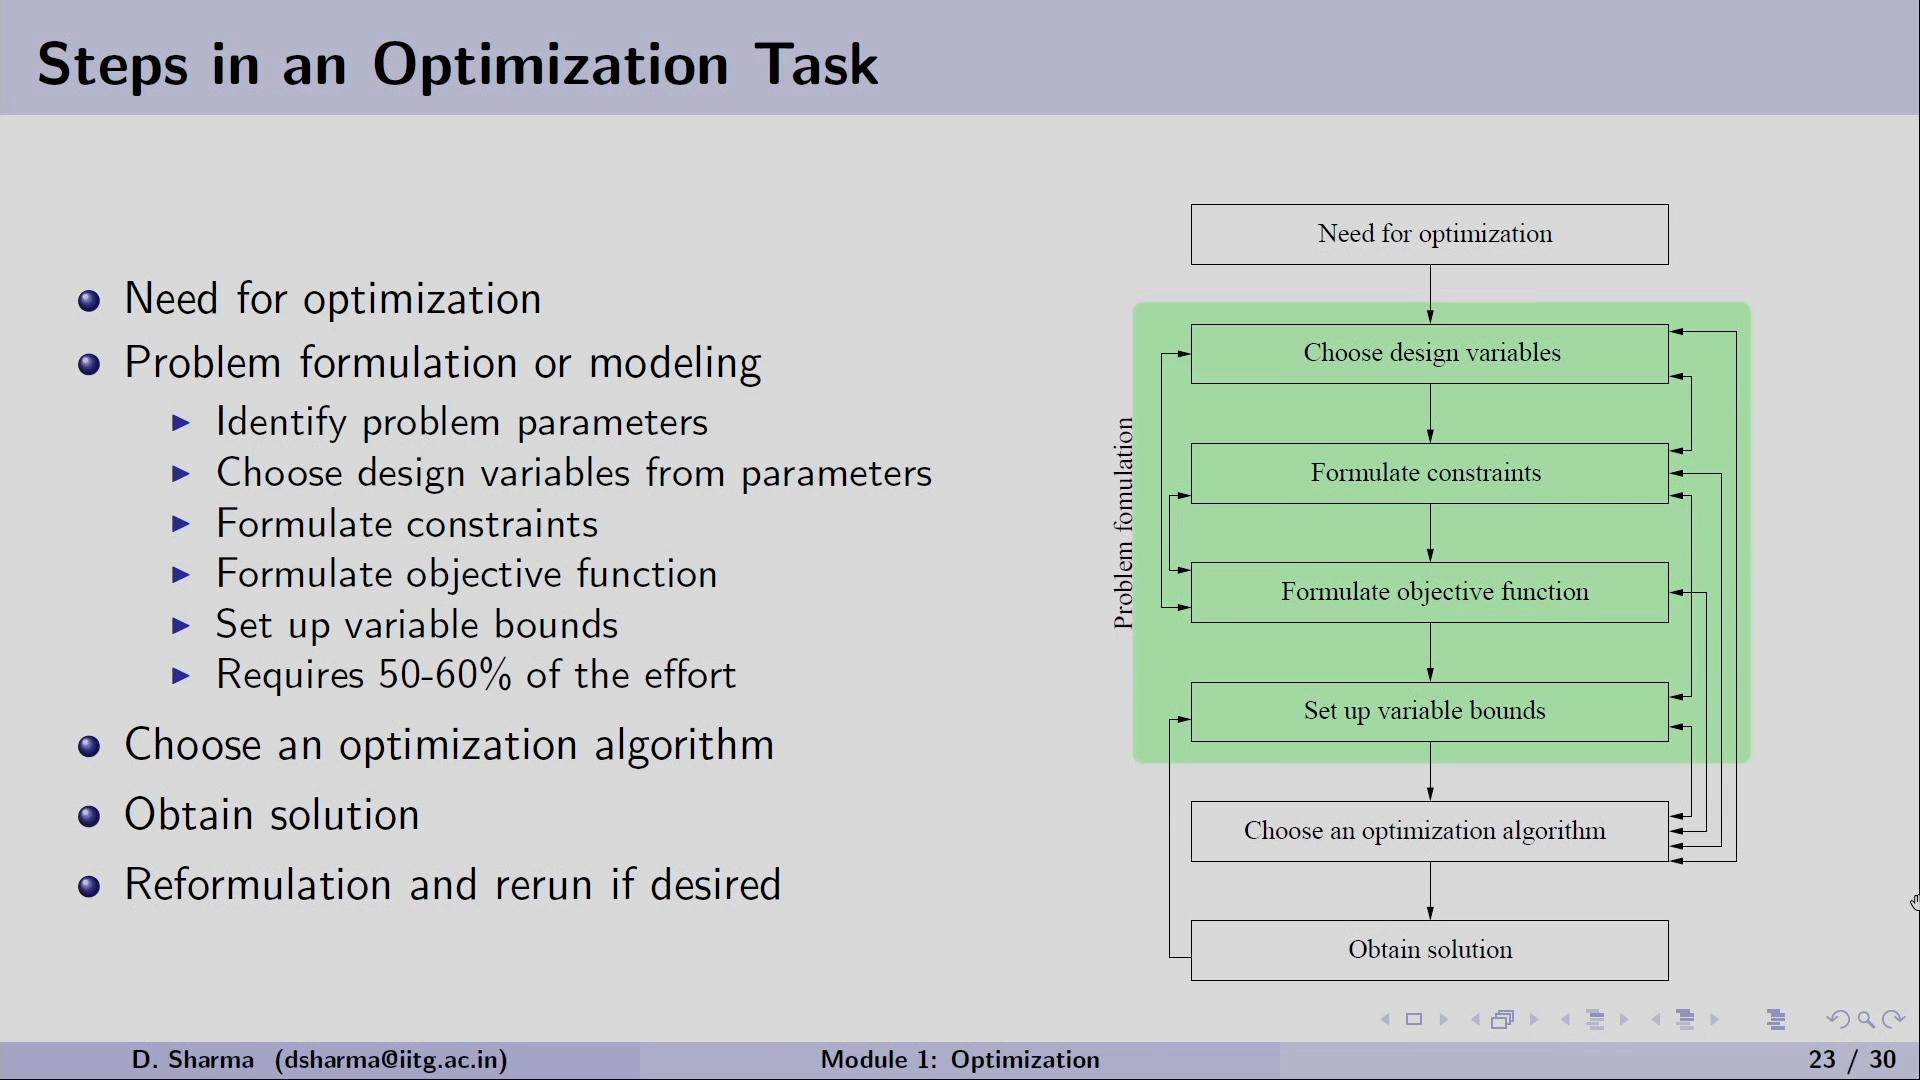 Steps in an Optimization Task
Need for optimization
Problem formulation or modeling
Identify problem parameters
Choose design variables from parameters
Formulate constraints
Formulate objective function
Set up variable bounds
Requires 50-60% of the effort
Choose an optimization algorithm
Obtain solution
Reformulation and rerun if desired
Need for optimization
Problem fomulation
Choose design variables
Formulate constraints
Formulate objective function
Set up variable bounds
Choose an optimization algorithm
Obtain solution
D. Sharma (dsharma@iitg.ac.in)
Module 1: Optimization
23 / 30